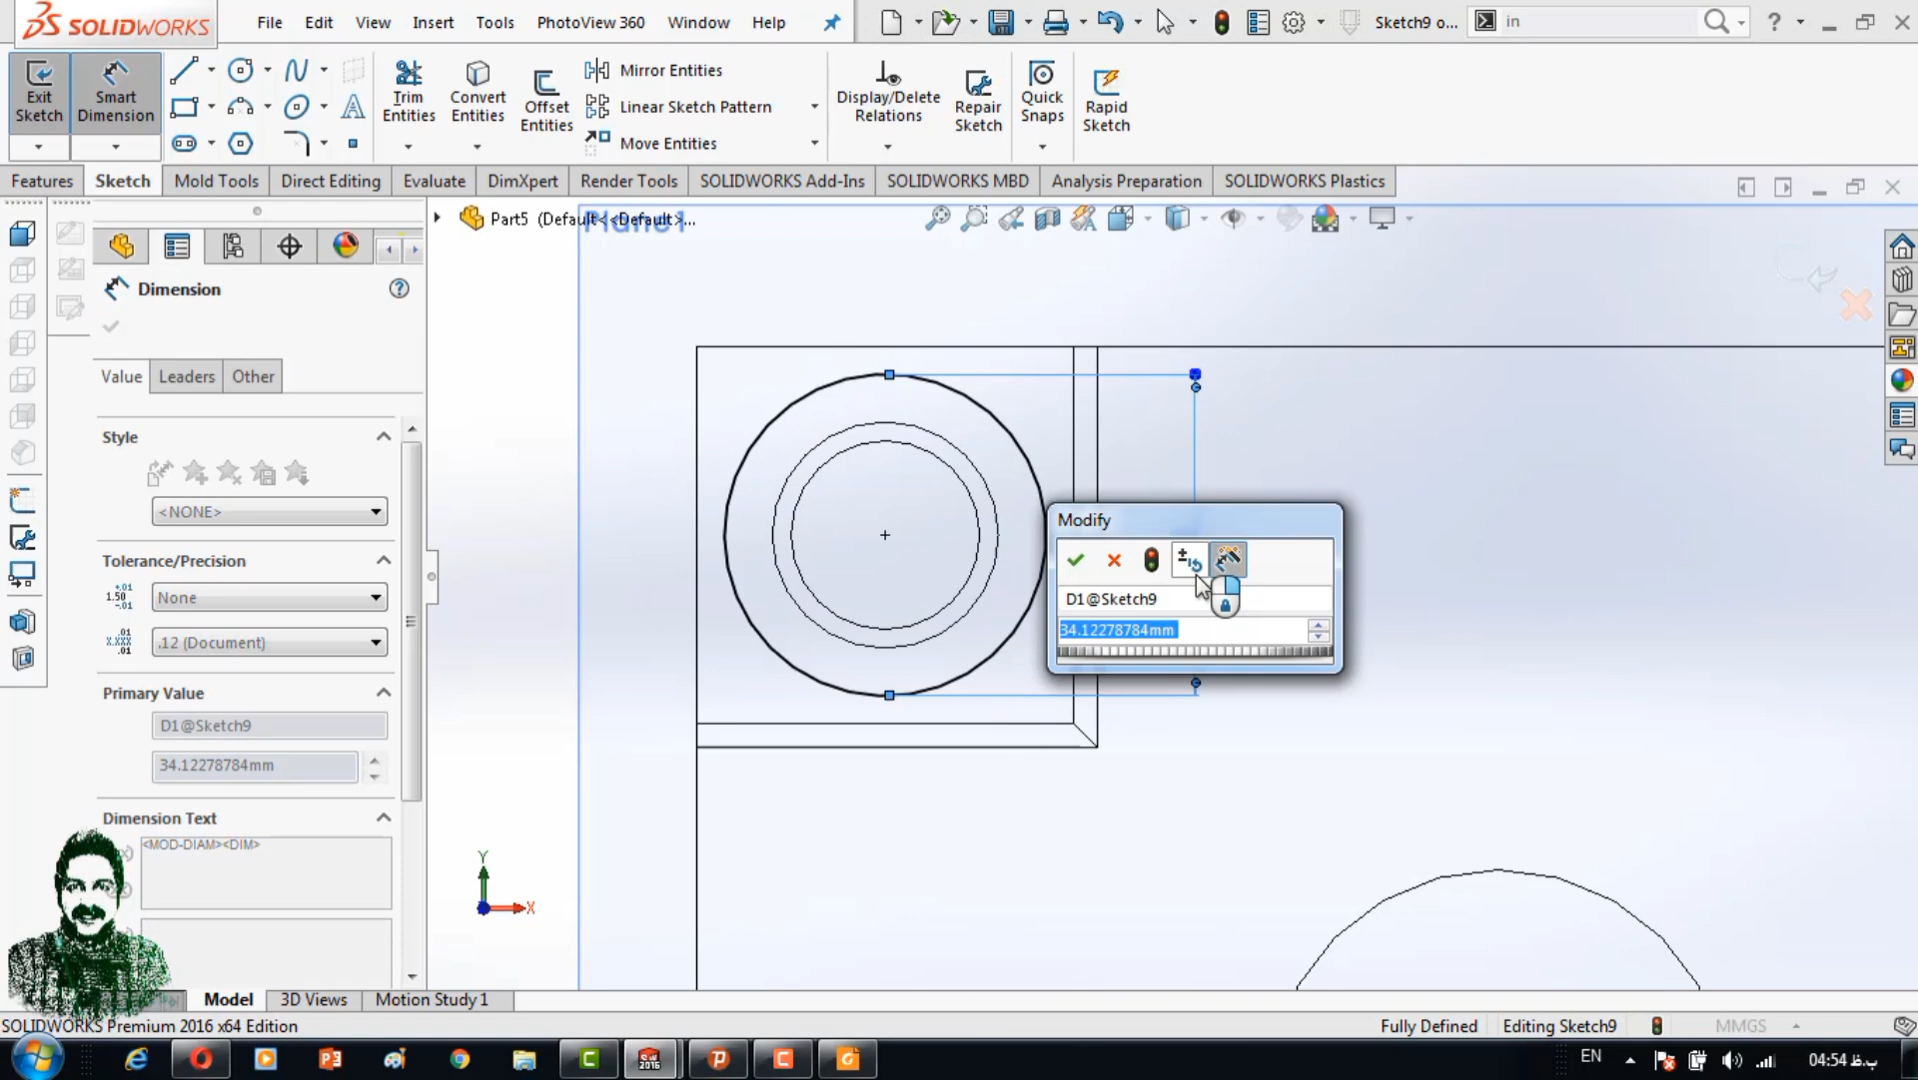 SOLIDWORKS
File
Edit
View
Insert
Tools
PhotoView 360
Window
Help
Sketch9 o...
in
Exit
Sketch
Smart
Dimension
Trim
Entities
Convert
Entities
Offset
Entities
Mirror Entities
Linear Sketch Pattern
Move Entities
Display/Delete
Relations
Repair
Sketch
Quick
Snaps
Rapid
Sketch
Features
Sketch
Mold Tools
Direct Editing
Evaluate
DimXpert
Render Tools
SOLIDWORKS Add-Ins
SOLIDWORKS MBD
Analysis Preparation
SOLIDWORKS Plastics
Part5 (Default<<Default>...
Plane1
Dimension
Value
Leaders
Other
Style
<NONE>
Tolerance/Precision
None
.12 (Document)
Primary Value
D1@Sketch9
34.12278784mm
Dimension Text
<MOD-DIAM><DIM>
Modify
D1@Sketch9
34.12278784mm
Y
X
Model
3D Views
Motion Study 1
SOLIDWORKS Premium 2016 x64 Edition
Fully Defined
Editing Sketch9
MMGS
EN
04:54 ب.ظ